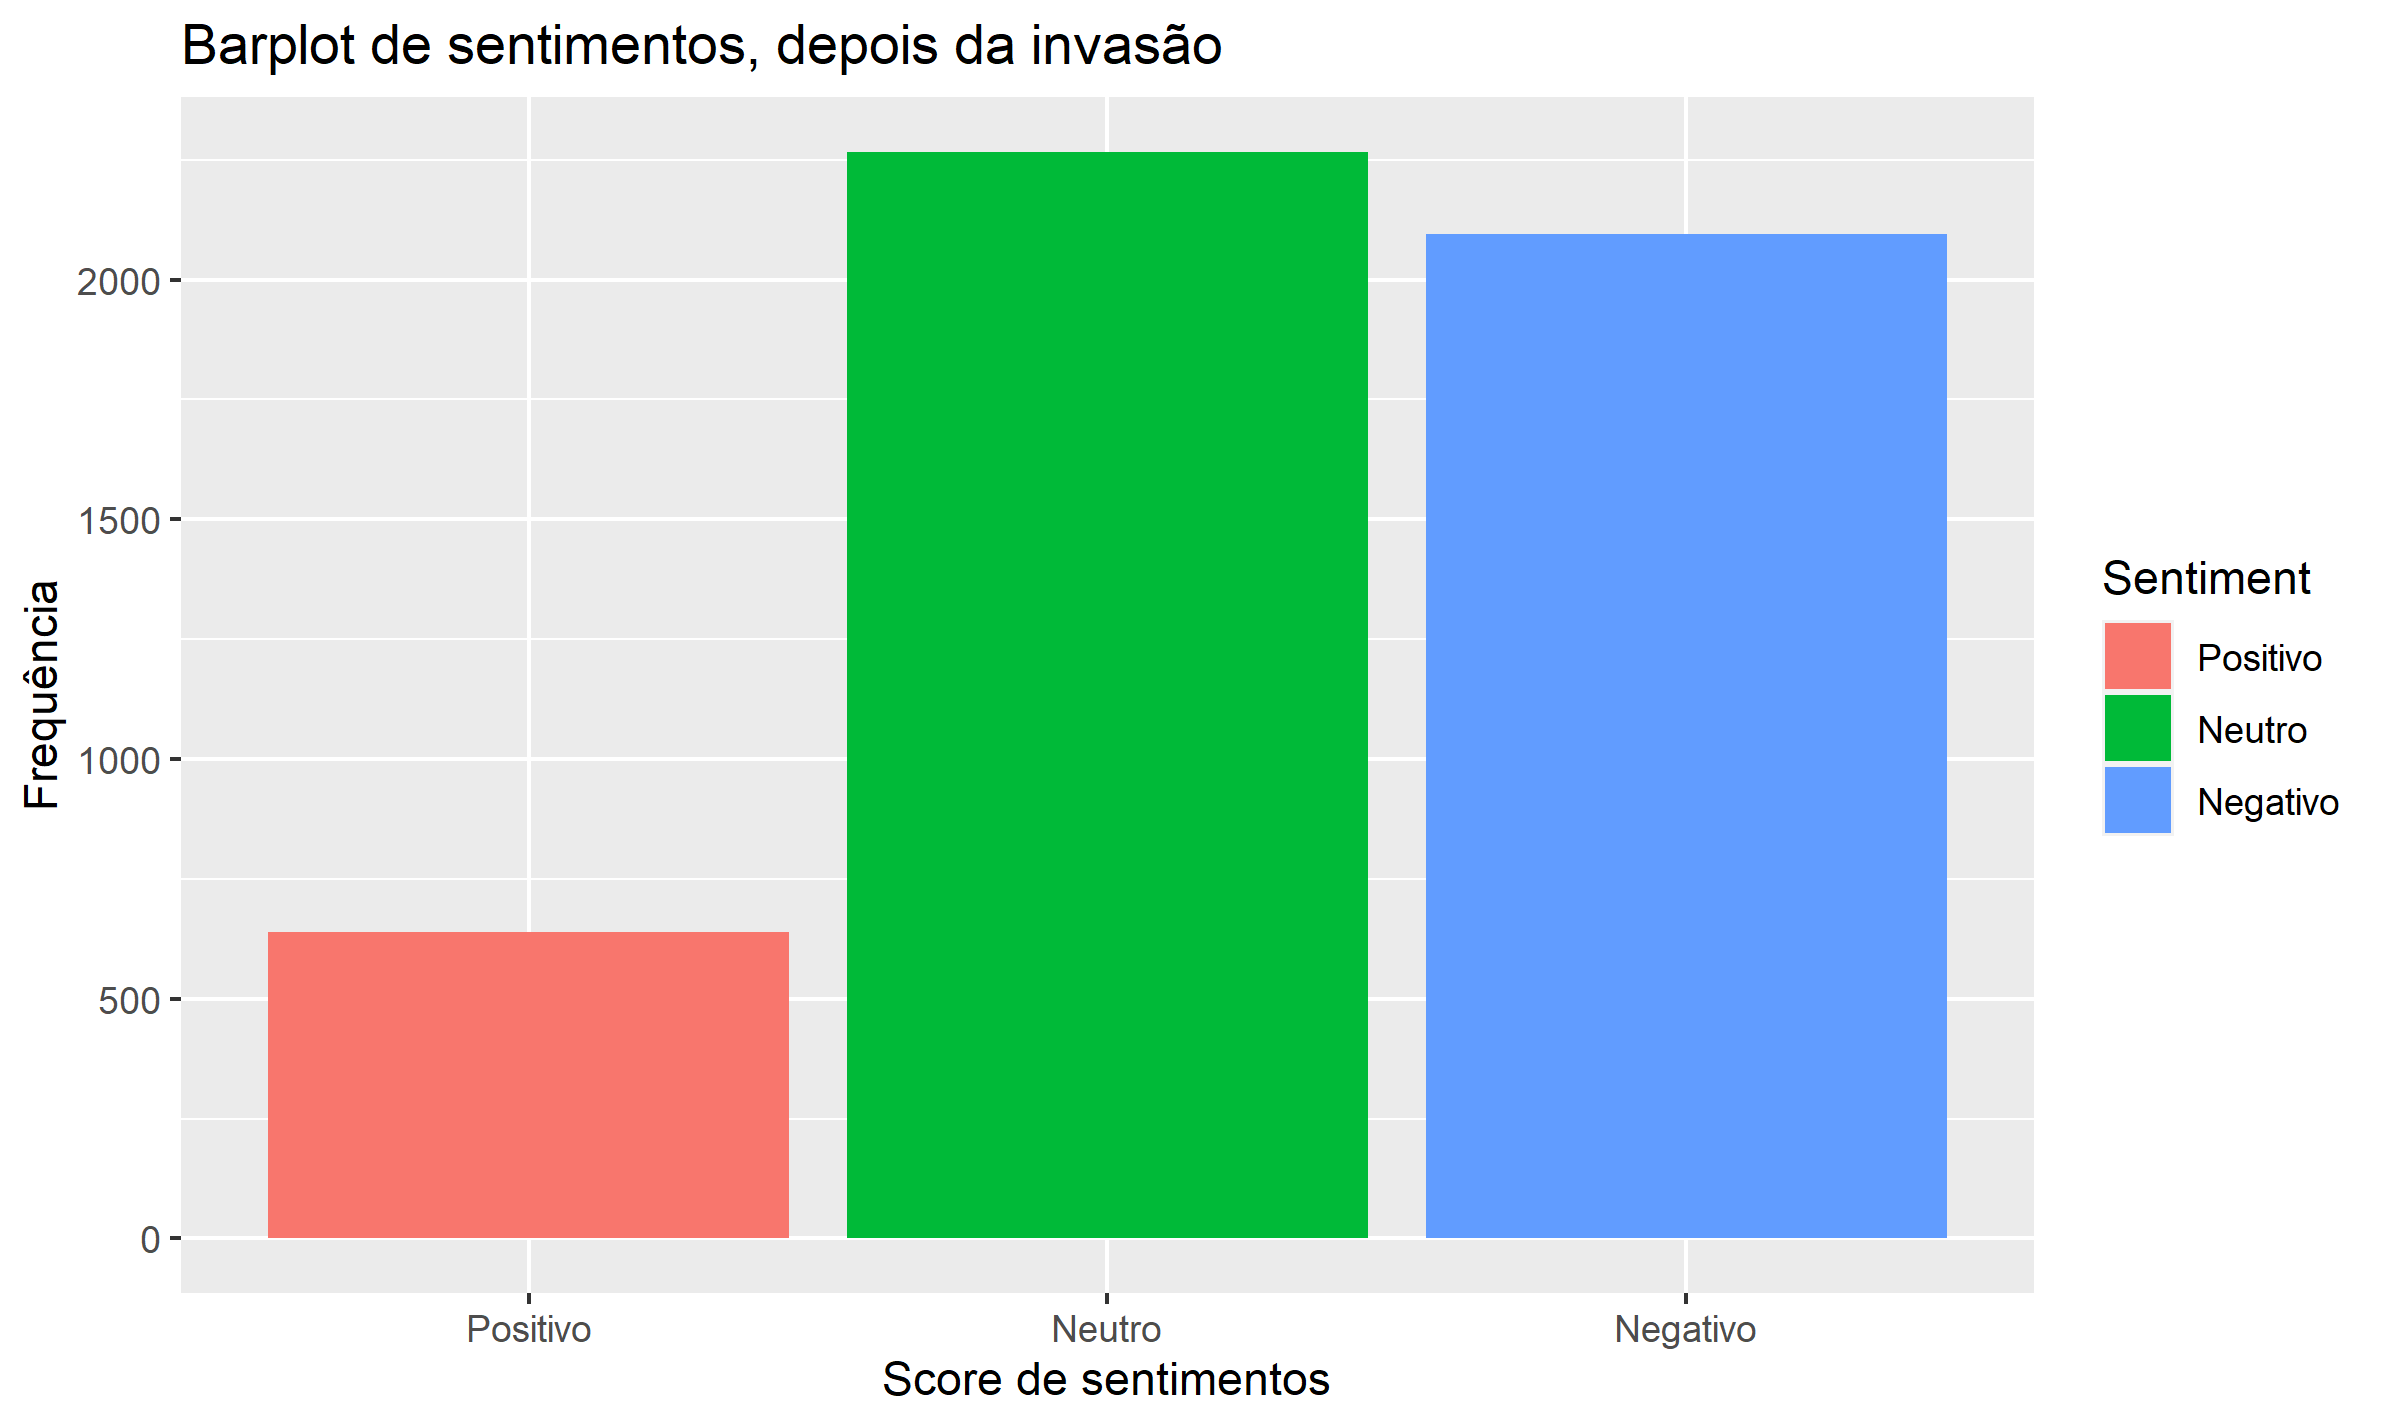 Barplot de sentimentos, depois da invasão
Frequência
2000
1500
1000
500
0
Positivo
Neutro
Negativo
Score de sentimentos
Sentiment
Positivo
Neutro
Negativo